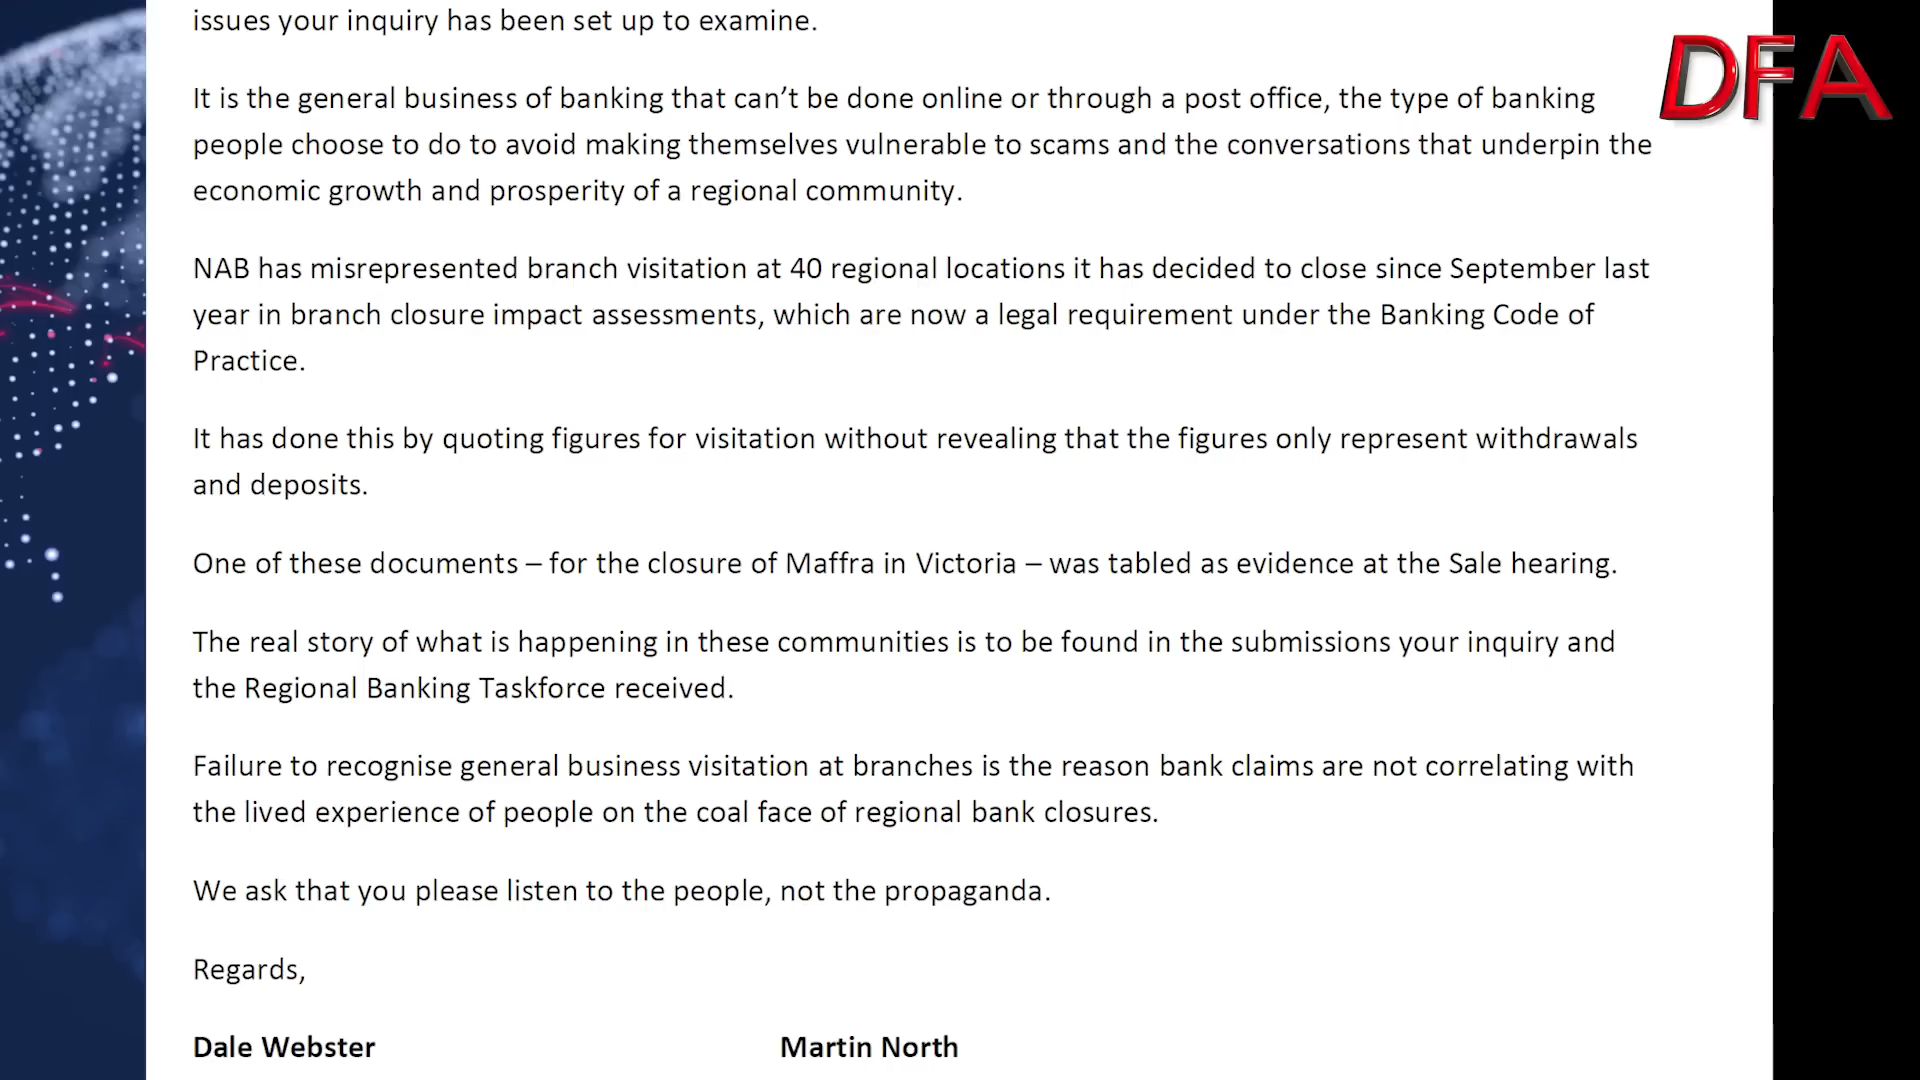 issues your inquiry has been set up to examine.
DFA
It is the general business of banking that can’t be done online or through a post office, the type of banking
people choose to do to avoid making themselves vulnerable to scams and the conversations that underpin the
economic growth and prosperity of a regional community.
NAB has misrepresented branch visitation at 40 regional locations it has decided to close since September last
year in branch closure impact assessments, which are now a legal requirement under the Banking Code of
Practice.
It has done this by quoting figures for visitation without revealing that the figures only represent withdrawals
and deposits.
One of these documents – for the closure of Maffra in Victoria – was tabled as evidence at the Sale hearing.
The real story of what is happening in these communities is to be found in the submissions your inquiry and
the Regional Banking Taskforce received.
Failure to recognise general business visitation at branches is the reason bank claims are not correlating with
the lived experience of people on the coal face of regional bank closures.
We ask that you please listen to the people, not the propaganda.
Regards,
Dale Webster Martin North